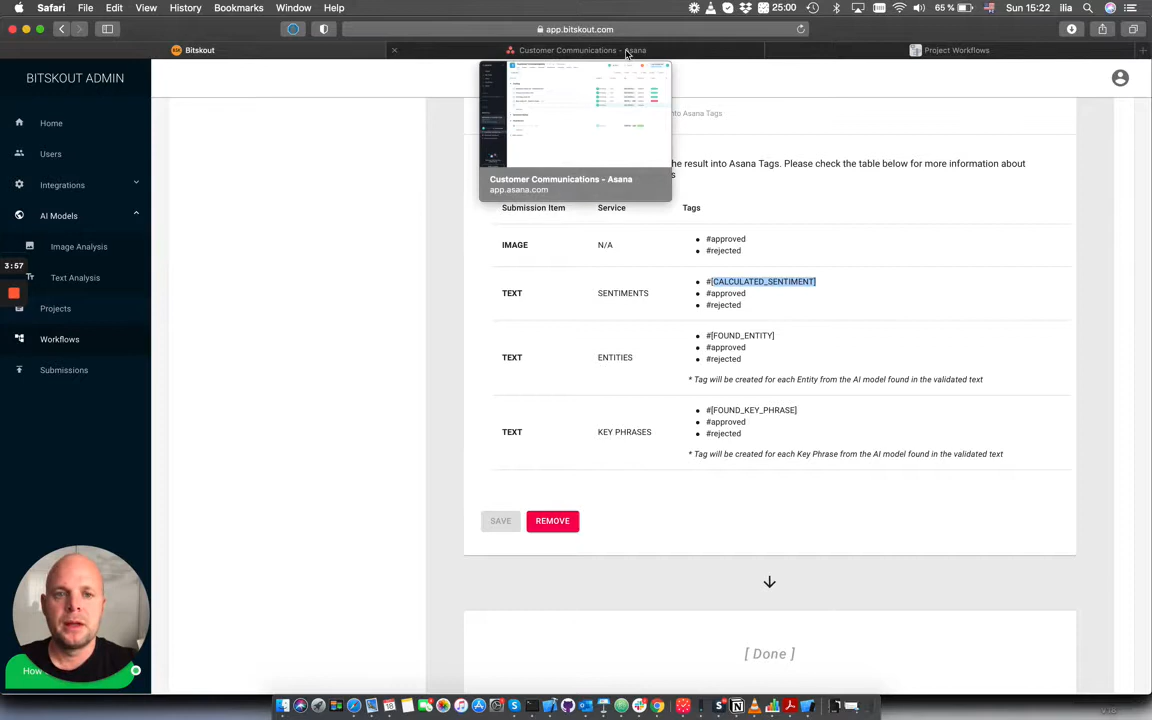 Safari File Edit View History Bookmarks Window Help
25:00 65 % Sun 15:22 ilia
app.bitskout.com
Bitskout
Customer Communications - Asana
Project Workflows
BITSKOUT ADMIN
Home
Users
Integrations
AI Models
Image Analysis
3:57
Text Analysis
Projects
Workflows
Submissions
How
Customer Communications - Asana
app.asana.com
nto Asana Tags
he result into Asana Tags. Please check the table below for more information about
s
Submission Item Service Tags
IMAGE N/A
#approved
#rejected
TEXT SENTIMENTS
#[CALCULATED_SENTIMENT]
#approved
#rejected
TEXT ENTITIES
#[FOUND_ENTITY]
#approved
#rejected
* Tag will be created for each Entity from the AI model found in the validated text
TEXT KEY PHRASES
#[FOUND_KEY_PHRASE]
#approved
#rejected
* Tag will be created for each Key Phrase from the AI model found in the validated text
SAVE REMOVE
[ Done ]